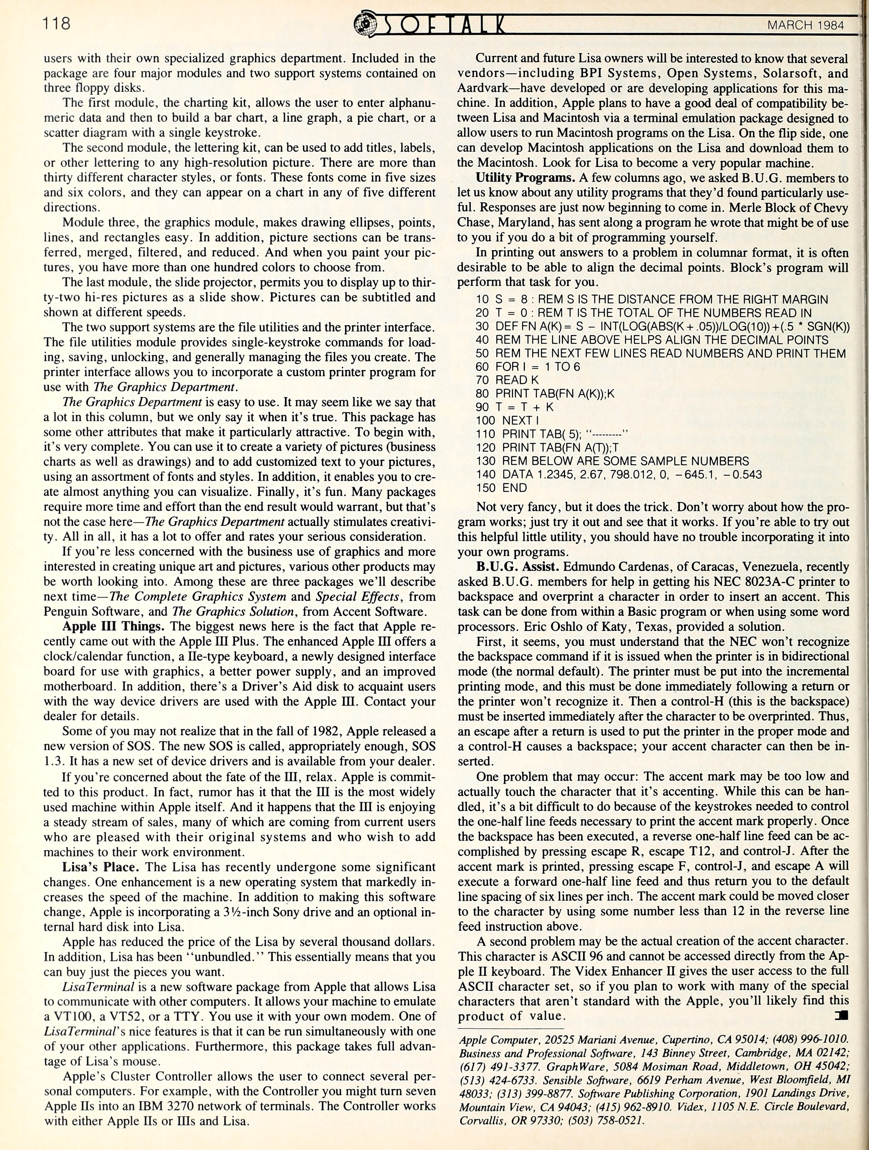 118
SOFTALK
MARCH 1984
users with their own specialized graphics department. Included in the
package are four major modules and two support systems contained on
three floppy disks.
The first module, the charting kit, allows the user to enter alphanu-
meric data and then to build a bar chart, a line graph, a pie chart, or a
scatter diagram with a single keystroke.
The second module, the lettering kit, can be used to add titles, labels,
or other lettering to any high-resolution picture. There are more than
thirty different character styles, or fonts. These fonts come in five sizes
and six colors, and they can appear on a chart in any of five different
directions.
Module three, the graphics module, makes drawing ellipses, points,
lines, and rectangles easy. In addition, picture sections can be trans-
ferred, merged, filtered, and reduced. And when you paint your pic-
tures, you have more than one hundred colors to choose from.
The last module, the slide projector, permits you to display up to thir-
ty-two hi-res pictures as a slide show. Pictures can be subtitled and
shown at different speeds.
The two support systems are the file utilities and the printer interface.
The file utilities module provides single-keystroke commands for load-
ing, saving, unlocking, and generally managing the files you create. The
printer interface allows you to incorporate a custom printer program for
use with The Graphics Department.
The Graphics Department is easy to use. It may seem like we say that
a lot in this column, but we only say it when it's true. This package has
some other attributes that make it particularly attractive. To begin with,
it's very complete. You can use it to create a variety of pictures (business
charts as well as drawings) and to add customized text to your pictures,
using an assortment of fonts and styles. In addition, it enables you to cre-
ate almost anything you can visualize. Finally, it's fun. Many packages
require more time and effort than the end result would warrant, but that's
not the case here—The Graphics Department actually stimulates creativi-
ty. All in all, it has a lot to offer and rates your serious consideration.
If you're less concerned with the business use of graphics and more
interested in creating unique art and pictures, various other products may
be worth looking into. Among these are three packages we'll describe
next time—The Complete Graphics System and Special Effects, from
Penguin Software, and The Graphics Solution, from Accent Software.
Apple III Things. The biggest news here is the fact that Apple re-
cently came out with the Apple III Plus. The enhanced Apple III offers a
clock/calendar function, a IIe-type keyboard, a newly designed interface
board for use with graphics, a better power supply, and an improved
motherboard. In addition, there's a Driver's Aid disk to acquaint users
with the way device drivers are used with the Apple III. Contact your
dealer for details.
Some of you may not realize that in the fall of 1982, Apple released a
new version of SOS. The new SOS is called, appropriately enough, SOS
1.3. It has a new set of device drivers and is available from your dealer.
If you're concerned about the fate of the III, relax. Apple is commit-
ted to this product. In fact, rumor has it that the III is the most widely
used machine within Apple itself. And it happens that the III is enjoying
a steady stream of sales, many of which are coming from current users
who are pleased with their original systems and who wish to add
machines to their work environment.
Lisa's Place. The Lisa has recently undergone some significant
changes. One enhancement is a new operating system that markedly in-
creases the speed of the machine. In addition to making this software
change, Apple is incorporating a 3½-inch Sony drive and an optional in-
ternal hard disk into Lisa.
Apple has reduced the price of the Lisa by several thousand dollars.
In addition, Lisa has been "unbundled." This essentially means that you
can buy just the pieces you want.
LisaTerminal is a new software package from Apple that allows Lisa
to communicate with other computers. It allows your machine to emulate
a VT100, a VT52, or a TTY. You use it with your own modem. One of
LisaTerminal's nice features is that it can be run simultaneously with one
of your other applications. Furthermore, this package takes full advan-
tage of Lisa's mouse.
Apple's Cluster Controller allows the user to connect several per-
sonal computers. For example, with the Controller you might turn seven
Apple IIs into an IBM 3270 network of terminals. The Controller works
with either Apple IIs or IIIs and Lisa.
Current and future Lisa owners will be interested to know that several
vendors—including BPI Systems, Open Systems, Solarsoft, and
Aardvark—have developed or are developing applications for this ma-
chine. In addition, Apple plans to have a good deal of compatibility be-
tween Lisa and Macintosh via a terminal emulation package designed to
allow users to run Macintosh programs on the Lisa. On the flip side, one
can develop Macintosh applications on the Lisa and download them to
the Macintosh. Look for Lisa to become a very popular machine.
Utility Programs. A few columns ago, we asked B.U.G. members to
let us know about any utility programs that they'd found particularly use-
ful. Responses are just now beginning to come in. Merle Block of Chevy
Chase, Maryland, has sent along a program he wrote that might be of use
to you if you do a bit of programming yourself.
In printing out answers to a problem in columnar format, it is often
desirable to be able to align the decimal points. Block's program will
perform that task for you.
10 S = 8 : REM S IS THE DISTANCE FROM THE RIGHT MARGIN
20 T = 0 : REM T IS THE TOTAL OF THE NUMBERS READ IN
30 DEF FN A(K) = S − INT(LOG(ABS(K + .05))/LOG(10)) + (.5 * SGN(K))
40 REM THE LINE ABOVE HELPS ALIGN THE DECIMAL POINTS
50 REM THE NEXT FEW LINES READ NUMBERS AND PRINT THEM
60 FOR I = 1 TO 6
70 READ K
80 PRINT TAB(FN A(K));K
90 T = T + K
100 NEXT I
110 PRINT TAB( 5); "---------"
120 PRINT TAB(FN A(T));T
130 REM BELOW ARE SOME SAMPLE NUMBERS
140 DATA 1.2345, 2.67, 798.012, 0, −645.1, −0.543
150 END
Not very fancy, but it does the trick. Don't worry about how the pro-
gram works; just try it out and see that it works. If you're able to try out
this helpful little utility, you should have no trouble incorporating it into
your own programs.
B.U.G. Assist. Edmundo Cardenas, of Caracas, Venezuela, recently
asked B.U.G. members for help in getting his NEC 8023A-C printer to
backspace and overprint a character in order to insert an accent. This
task can be done from within a Basic program or when using some word
processors. Eric Oshlo of Katy, Texas, provided a solution.
First, it seems, you must understand that the NEC won't recognize
the backspace command if it is issued when the printer is in bidirectional
mode (the normal default). The printer must be put into the incremental
printing mode, and this must be done immediately following a return or
the printer won't recognize it. Then a control-H (this is the backspace)
must be inserted immediately after the character to be overprinted. Thus,
an escape after a return is used to put the printer in the proper mode and
a control-H causes a backspace; your accent character can then be in-
serted.
One problem that may occur: The accent mark may be too low and
actually touch the character that it's accenting. While this can be han-
dled, it's a bit difficult to do because of the keystrokes needed to control
the one-half line feeds necessary to print the accent mark properly. Once
the backspace has been executed, a reverse one-half line feed can be ac-
complished by pressing escape R, escape T12, and control-J. After the
accent mark is printed, pressing escape F, control-J, and escape A will
execute a forward one-half line feed and thus return you to the default
line spacing of six lines per inch. The accent mark could be moved closer
to the character by using some number less than 12 in the reverse line
feed instruction above.
A second problem may be the actual creation of the accent character.
This character is ASCII 96 and cannot be accessed directly from the Ap-
ple II keyboard. The Videx Enhancer II gives the user access to the full
ASCII character set, so if you plan to work with many of the special
characters that aren't standard with the Apple, you'll likely find this
product of value.
Apple Computer, 20525 Mariani Avenue, Cupertino, CA 95014; (408) 996-1010.
Business and Professional Software, 143 Binney Street, Cambridge, MA 02142;
(617) 491-3377. GraphWare, 5084 Mosiman Road, Middletown, OH 45042;
(513) 424-6733. Sensible Software, 6619 Perham Avenue, West Bloomfield, MI
48033; (313) 399-8877. Software Publishing Corporation, 1901 Landings Drive,
Mountain View, CA 94043; (415) 962-8910. Videx, 1105 N.E. Circle Boulevard,
Corvallis, OR 97330; (503) 758-0521.